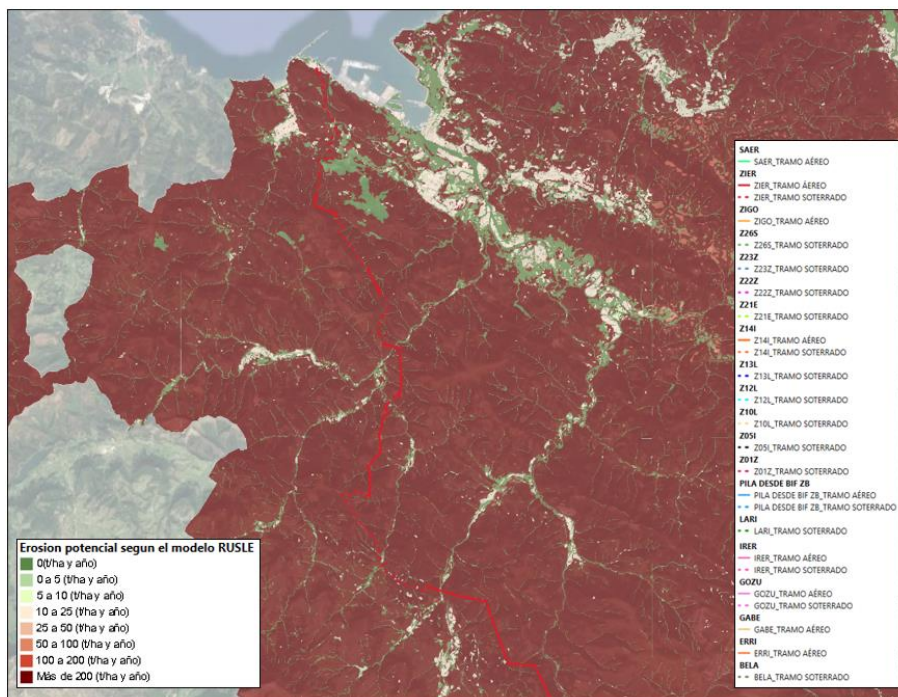 SAER
SAER_TRAMO AÉREO
ZIER
ZIER_TRAMO ÁEREO
ZIER_TRAMO SOTERRADO
ZIGO
ZIGO_TRAMO AÉREO
Z26S
Z26S_TRAMO SOTERRADO
Z23Z
Z23Z_TRAMO SOTERRADO
Z22Z
Z22Z_TRAMO SOTERRADO
Z21E
Z21E_TRAMO SOTERRADO
Z14I
Z14I_TRAMO AÉREO
Z14I_TRAMO SOTERRADO
Z13L
Z13L_TRAMO SOTERRADO
Z12L
Z12L_TRAMO SOTERRADO
Z10L
Z10L_TRAMO SOTERRADO
Z05I
Z05I_TRAMO SOTERRADO
Z01Z
Z01Z_TRAMO SOTERRADO
PILA DESDE BIF ZB
PILA DESDE BIF ZB_TRAMO AÉREO
PILA DESDE BIF ZB_TRAMO SOTERRADO
LARI
LARI_TRAMO SOTERRADO
IRER
IRER_TRAMO AÉREO
IRER_TRAMO SOTERRADO
GOZU
GOZU_TRAMO AÉREO
GOZU_TRAMO SOTERRADO
GABE
GABE_TRAMO AÉREO
ERRI
ERRI_TRAMO AÉREO
BELA
BELA_TRAMO SOTERRADO
Erosion potencial segun el modelo RUSLE
0(t/ha y año)
0 a 5 (t/ha y año)
5 a 10 (t/ha y año)
10 a 25 (t/ha y año)
25 a 50 (t/ha y año)
50 a 100 (t/ha y año)
100 a 200 (t/ha y año)
Más de 200 (t/ha y año)